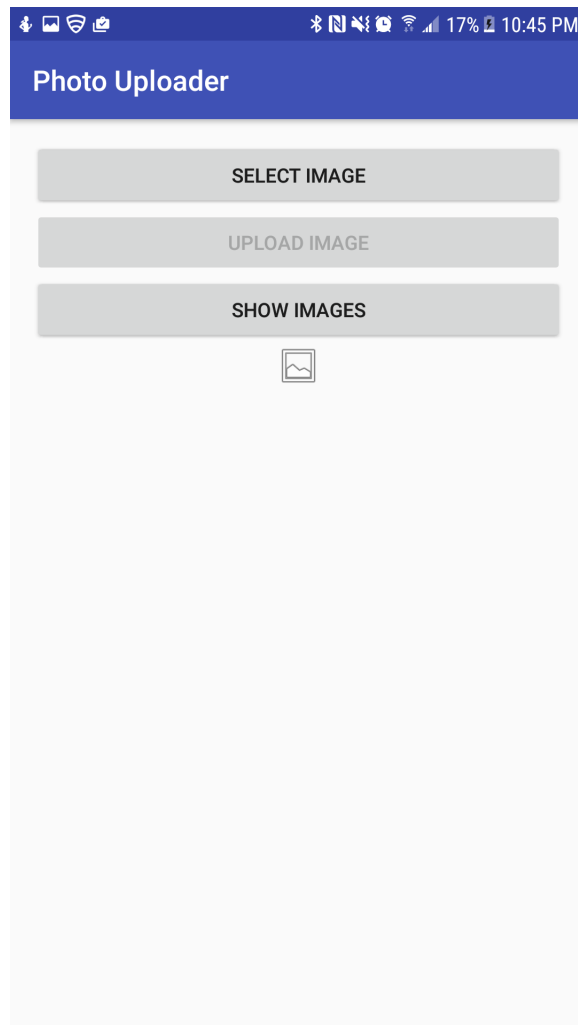 17% 10:45 PM
Photo Uploader
SELECT IMAGE
UPLOAD IMAGE
SHOW IMAGES